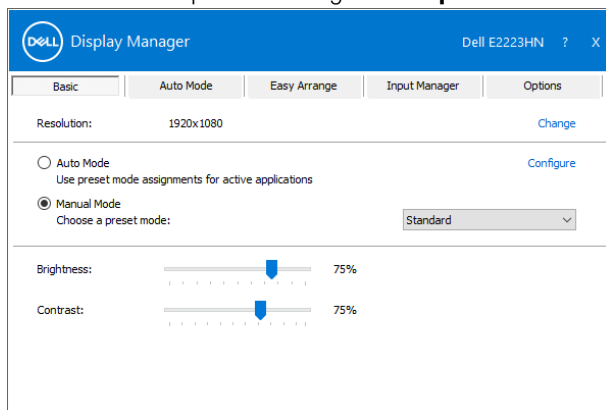 DELL Display Manager Dell E2223HN ? X
Basic Auto Mode Easy Arrange Input Manager Options
Resolution: 1920x1080 Change
Auto Mode Configure
Use preset mode assignments for active applications
Manual Mode
Choose a preset mode: Standard
Brightness: 75%
Contrast: 75%